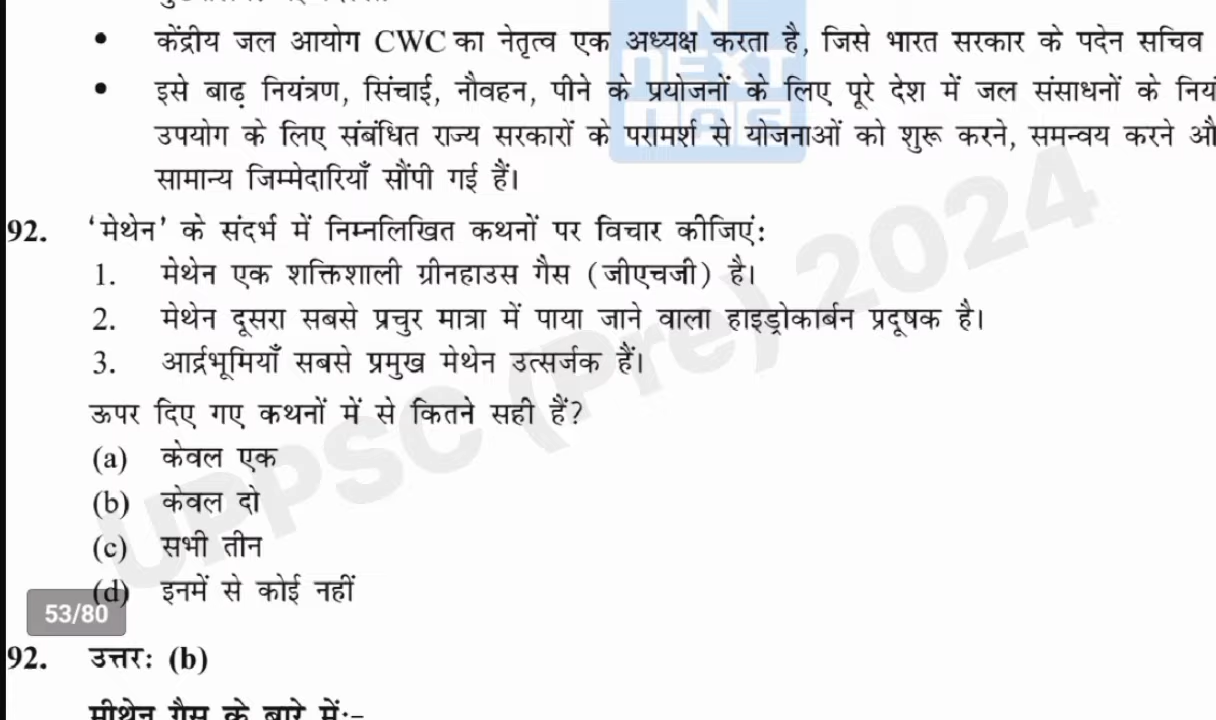 • केंद्रीय जल आयोग CWC का नेतृत्व एक अध्यक्ष करता है, जिसे भारत सरकार के पदेन सचिव
• इसे बाढ़ नियंत्रण, सिंचाई, नौवहन, पीने के प्रयोजनों के लिए पूरे देश में जल संसाधनों के नियं
उपयोग के लिए संबंधित राज्य सरकारों के परामर्श से योजनाओं को शुरू करने, समन्वय करने औ
सामान्य जिम्मेदारियाँ सौंपी गई हैं।
NEXT IAS
92. ‘मेथेन’ के संदर्भ में निम्नलिखित कथनों पर विचार कीजिएः
1. मेथेन एक शक्तिशाली ग्रीनहाउस गैस (जीएचजी) है।
2. मेथेन दूसरा सबसे प्रचुर मात्रा में पाया जाने वाला हाइड्रोकार्बन प्रदूषक है।
3. आर्द्रभूमियाँ सबसे प्रमुख मेथेन उत्सर्जक हैं।
ऊपर दिए गए कथनों में से कितने सही हैं?
(a) केवल एक
(b) केवल दो
(c) सभी तीन
(d) इनमें से कोई नहीं
UPPSC (Pre) 2024
53/80
92. उत्तरः (b)
मीथेन गैस के बारे में:–